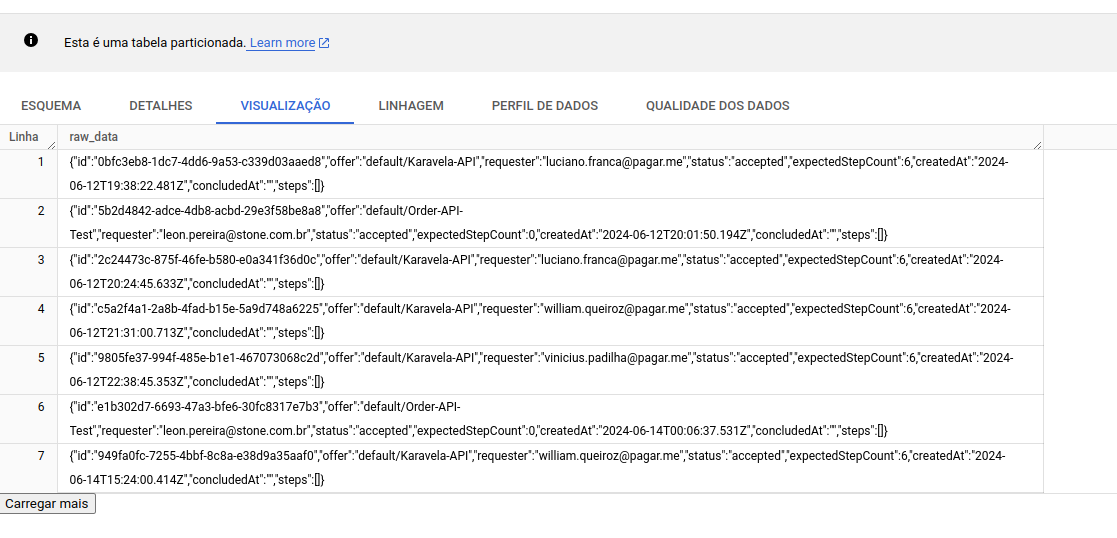 Esta é uma tabela particionada. Learn more
ESQUEMA DETALHES VISUALIZAÇÃO LINHAGEM PERFIL DE DADOS QUALIDADE DOS DADOS
Linha raw_data
1 {"id":"0bfc3eb8-1dc7-4dd6-9a53-c339d03aaed8","offer":"default/Karavela-API","requester":"luciano.franca@pagar.me","status":"accepted","expectedStepCount":6,"createdAt":"2024-
06-12T19:38:22.481Z","concludedAt":"","steps":[]}
2 {"id":"5b2d4842-adce-4db8-acbd-29e3f58be8a8","offer":"default/Order-API-
Test","requester":"leon.pereira@stone.com.br","status":"accepted","expectedStepCount":0,"createdAt":"2024-06-12T20:01:50.194Z","concludedAt":"","steps":[]}
3 {"id":"2c24473c-875f-46fe-b580-e0a341f36d0c","offer":"default/Karavela-API","requester":"luciano.franca@pagar.me","status":"accepted","expectedStepCount":6,"createdAt":"2024-
06-12T20:24:45.633Z","concludedAt":"","steps":[]}
4 {"id":"c5a2f4a1-2a8b-4fad-b15e-5a9d748a6225","offer":"default/Karavela-API","requester":"william.queiroz@pagar.me","status":"accepted","expectedStepCount":6,"createdAt":"2024-
06-12T21:31:00.713Z","concludedAt":"","steps":[]}
5 {"id":"9805fe37-994f-485e-b1e1-467073068c2d","offer":"default/Karavela-API","requester":"vinicius.padilha@pagar.me","status":"accepted","expectedStepCount":6,"createdAt":"2024-
06-12T22:38:45.353Z","concludedAt":"","steps":[]}
6 {"id":"e1b302d7-6693-47a3-bfe6-30fc8317e7b3","offer":"default/Order-API-
Test","requester":"leon.pereira@stone.com.br","status":"accepted","expectedStepCount":0,"createdAt":"2024-06-14T00:06:37.531Z","concludedAt":"","steps":[]}
7 {"id":"949fa0fc-7255-4bbf-8c8a-e38d9a35aaf0","offer":"default/Karavela-API","requester":"william.queiroz@pagar.me","status":"accepted","expectedStepCount":6,"createdAt":"2024-
06-14T15:24:00.414Z","concludedAt":"","steps":[]}
Carregar mais